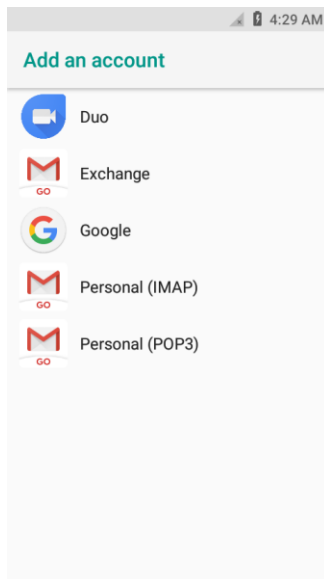 4:29 AM
Add an account
Duo
Exchange
GO
Google
Personal (IMAP)
GO
Personal (POP3)
GO